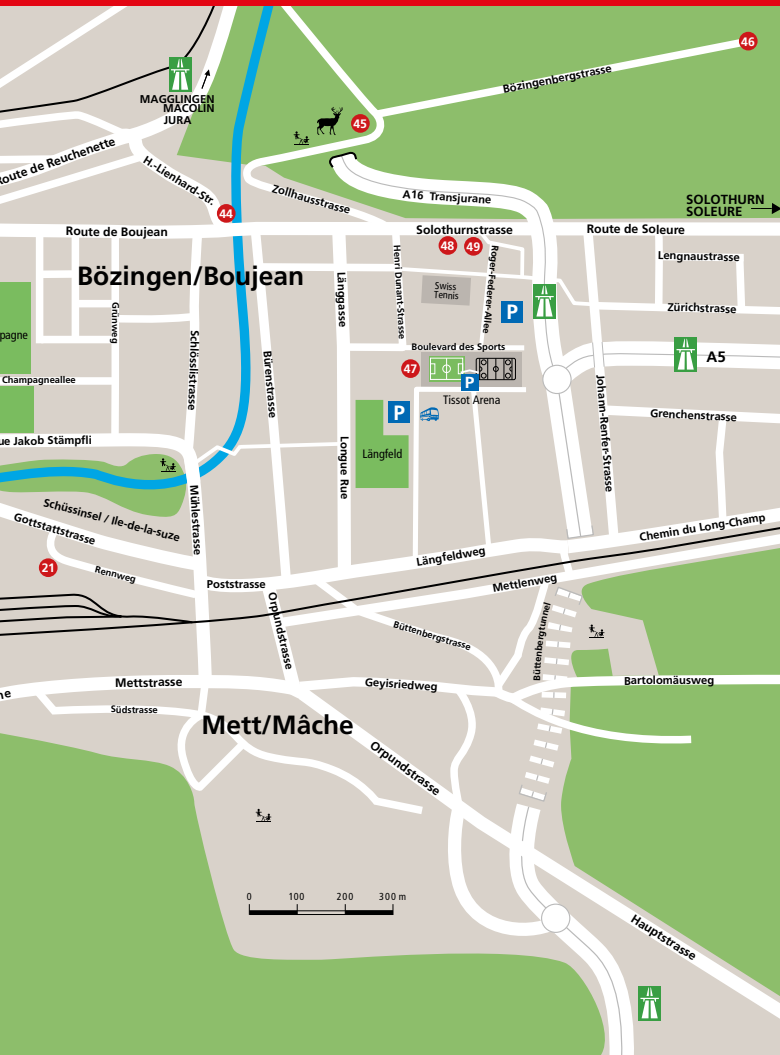 46
Bözingenbergstrasse
MAGGLINGEN
MACOLIN
JURA
45
Route de Reuchenette
H.-Lienhard-Str.
Zollhausstrasse
A16 Transjurane
SOLOTHURN
SOLEURE
44
Route de Boujean
Solothurnstrasse
Route de Soleure
48
49
Lengnaustrasse
Bözingen/Boujean
Länggasse
Henri Dunant-Strasse
Roger-Federer-Allee
Swiss
Tennis
P
Zürichstrasse
Grünweg
Schlösslistrasse
pagne
Boulevard des Sports
A5
Bürenstrasse
47
P
Champagneallee
Johann-Renfer-Strasse
Tissot Arena
P
Grenchenstrasse
ue Jakob Stämpfli
Longue Rue
Längfeld
Mühlestrasse
Schüssinsel / Ile-de-la-suze
Gottstattstrasse
Chemin du Long-Champ
Längfeldweg
21
Rennweg
Poststrasse
Mettlenweg
Orpundstrasse
Büttenbergstrasse
Büttenbergtunnel
he
Mettstrasse
Geyisriedweg
Bartolomäusweg
Südstrasse
Mett/Mâche
Orpundstrasse
0 100 200 300 m
Hauptstrasse